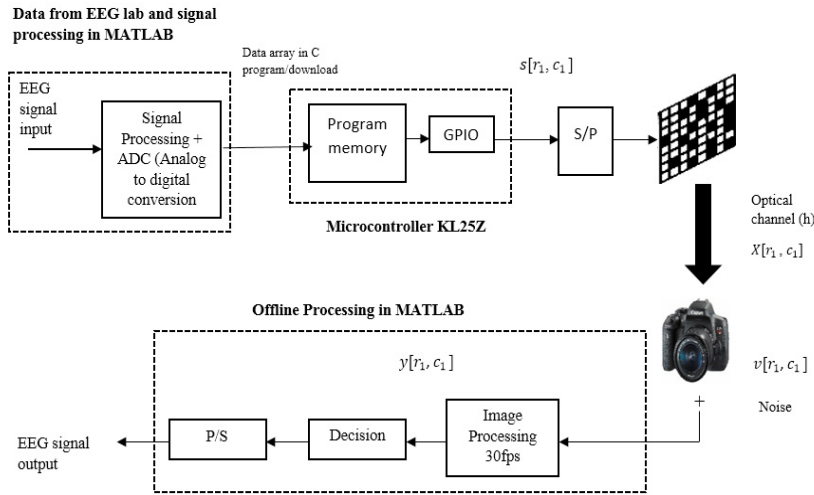 Data from EEG lab and signal
processing in MATLAB
Data array in C
program/download
s[r₁, c₁]
EEG
signal
input
Signal
Processing +
ADC (Analog
to digital
conversion
Program
memory
GPIO
S/P
Microcontroller KL25Z
Optical
channel (h)
X[r₁, c₁]
Offline Processing in MATLAB
y[r₁, c₁]
v[r₁, c₁]
+
Noise
Image
Processing
30fps
Decision
P/S
EEG signal
output